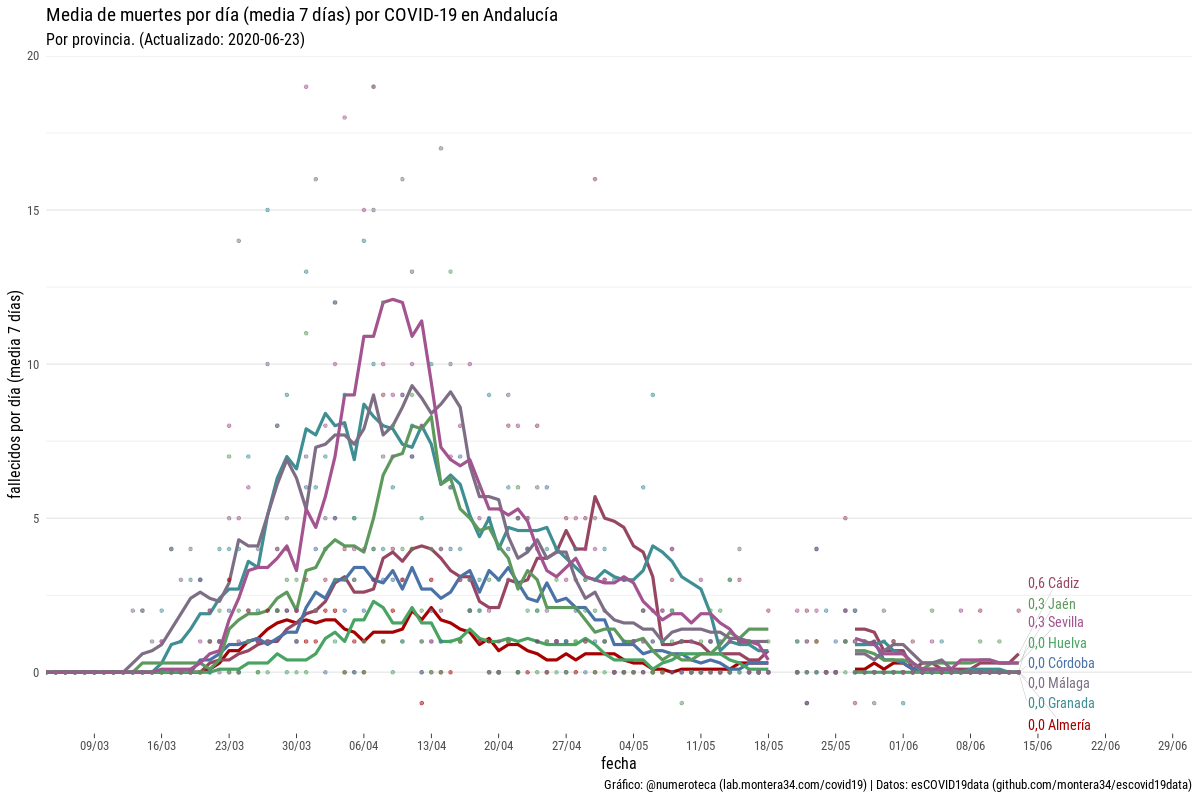 Media de muertes por día (media 7 días) por COVID-19 en Andalucía
Por provincia. (Actualizado: 2020-06-23)
fallecidos por día (media 7 días)
20
15
10
5
0
0,6 Cádiz
0,3 Jaén
0,3 Sevilla
0,0 Huelva
0,0 Córdoba
0,0 Málaga
0,0 Granada
0,0 Almería
09/03 16/03 23/03 30/03 06/04 13/04 20/04 27/04 04/05 11/05 18/05 25/05 01/06 08/06 15/06 22/06 29/06
fecha
Gráfico: @numeroteca (lab.montera34.com/covid19) | Datos: esCOVID19data (github.com/montera34/escovid19data)